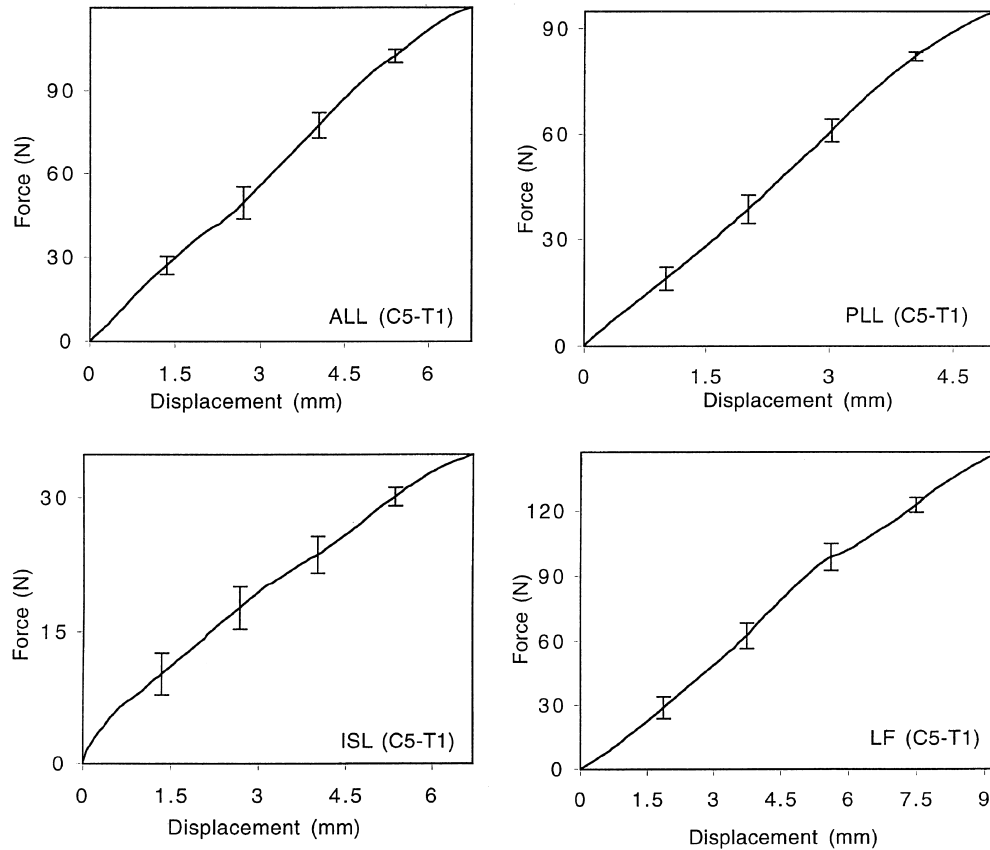 90
60
30
0
Force (N)
ALL (C5-T1)
0 1.5 3 4.5 6
Displacement (mm)
90
60
30
0
Force (N)
PLL (C5-T1)
0 1.5 3 4.5
Displacement (mm)
30
15
0
Force (N)
ISL (C5-T1)
0 1.5 3 4.5 6
Displacement (mm)
120
90
60
30
0
Force (N)
LF (C5-T1)
0 1.5 3 4.5 6 7.5 9
Displacement (mm)